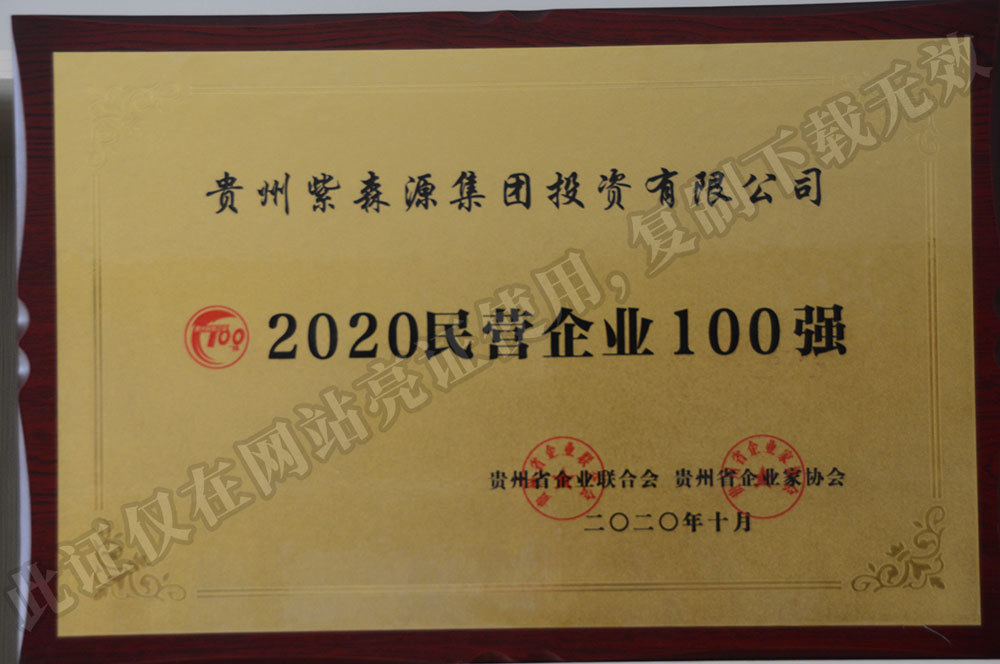 贵州紫森源集团投资有限公司
100
2020民营企业100强
贵州省企业联合会 贵州省企业家协会
二〇二〇年十月
此证仅在网站亮证使用，复制下载无效